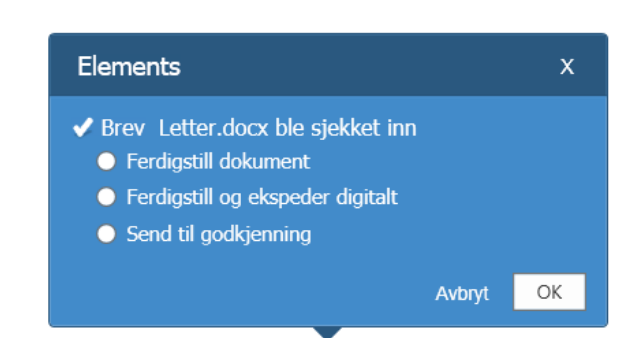 Elements X
Brev Letter.docx ble sjekket inn
Ferdigstill dokument
Ferdigstill og ekspeder digitalt
Send til godkjenning
Avbryt OK